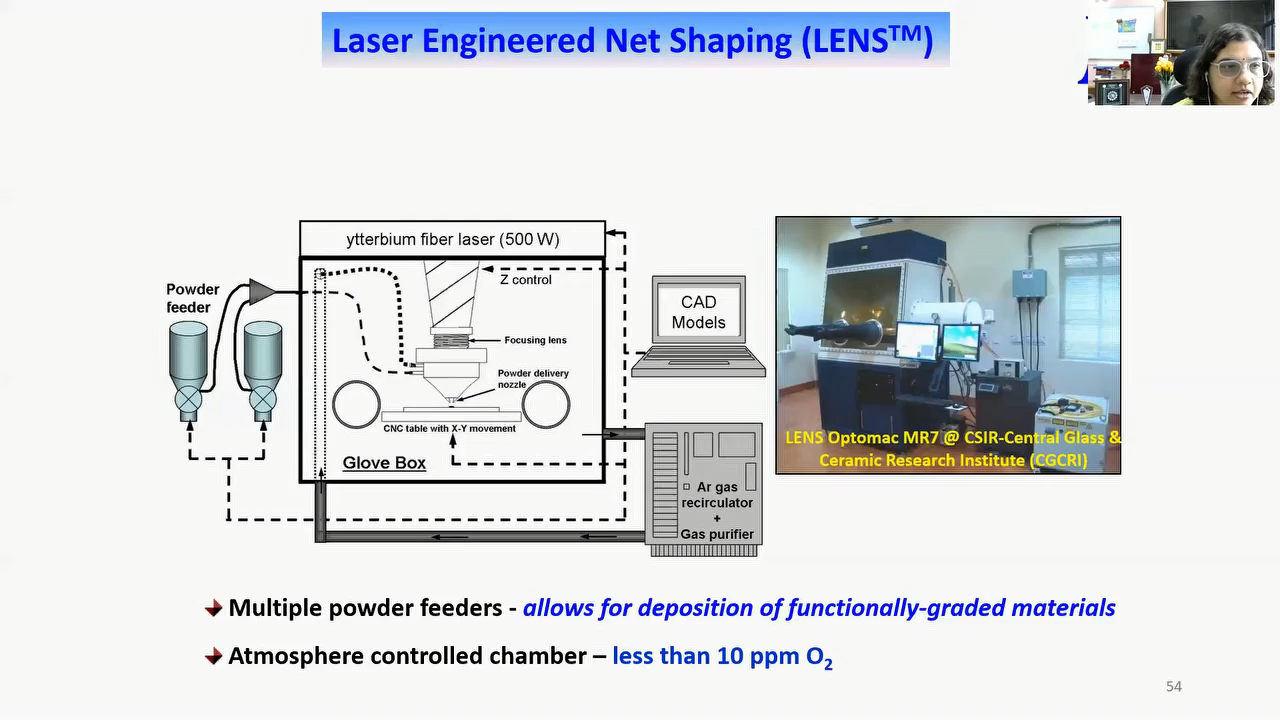 Laser Engineered Net Shaping (LENS™)
ytterbium fiber laser (500 W)
Z control
Powder
feeder
CAD
Models
Focusing lens
Powder delivery
nozzle
CNC table with X-Y movement
Glove Box
Ar gas
recirculator
+
Gas purifier
LENS Optomac MR7 @ CSIR-Central Glass &
Ceramic Research Institute (CGCRI)
Multiple powder feeders - allows for deposition of functionally-graded materials
Atmosphere controlled chamber – less than 10 ppm O₂
54